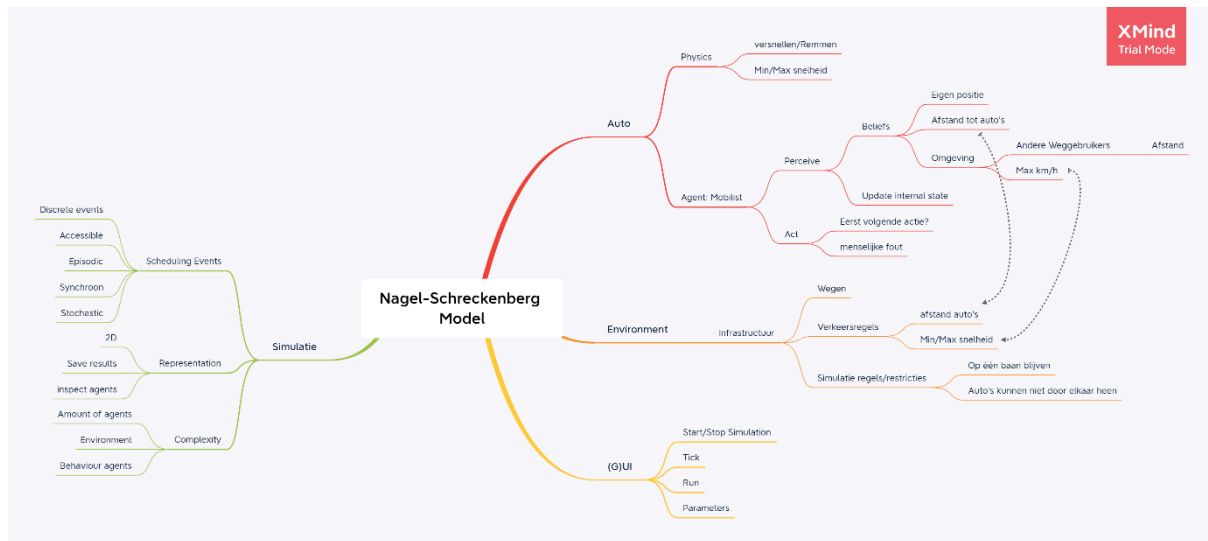 XMind
Trial Mode
Nagel-Schreckenberg
Model
Auto
Physics
versnellen/Remmen
Min/Max snelheid
Agent: Mobilist
Perceive
Beliefs
Eigen positie
Afstand tot auto's
Omgeving
Andere Weggebruikers
Afstand
Max km/h
Update internal state
Act
Eerst volgende actie?
menselijke fout
Environment
Infrastructuur
Wegen
Verkeersregels
afstand auto's
Min/Max snelheid
Simulatie regels/restricties
Op één baan blijven
Auto's kunnen niet door elkaar heen
(G)UI
Start/Stop Simulation
Tick
Run
Parameters
Simulatie
Scheduling Events
Discrete events
Accessible
Episodic
Synchroon
Stochastic
Representation
2D
Save results
inspect agents
Complexity
Amount of agents
Environment
Behaviour agents